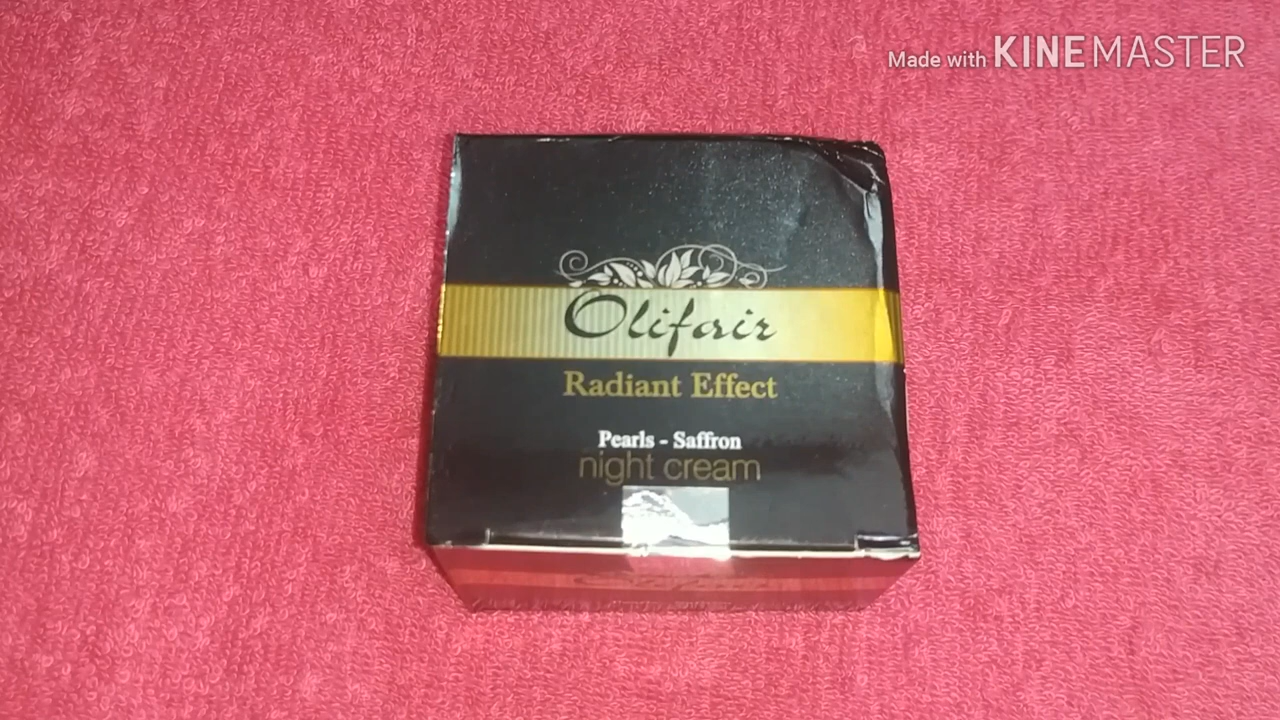 Made with KINEMASTER
Olifair
Radiant Effect
Pearls - Saffron
night cream